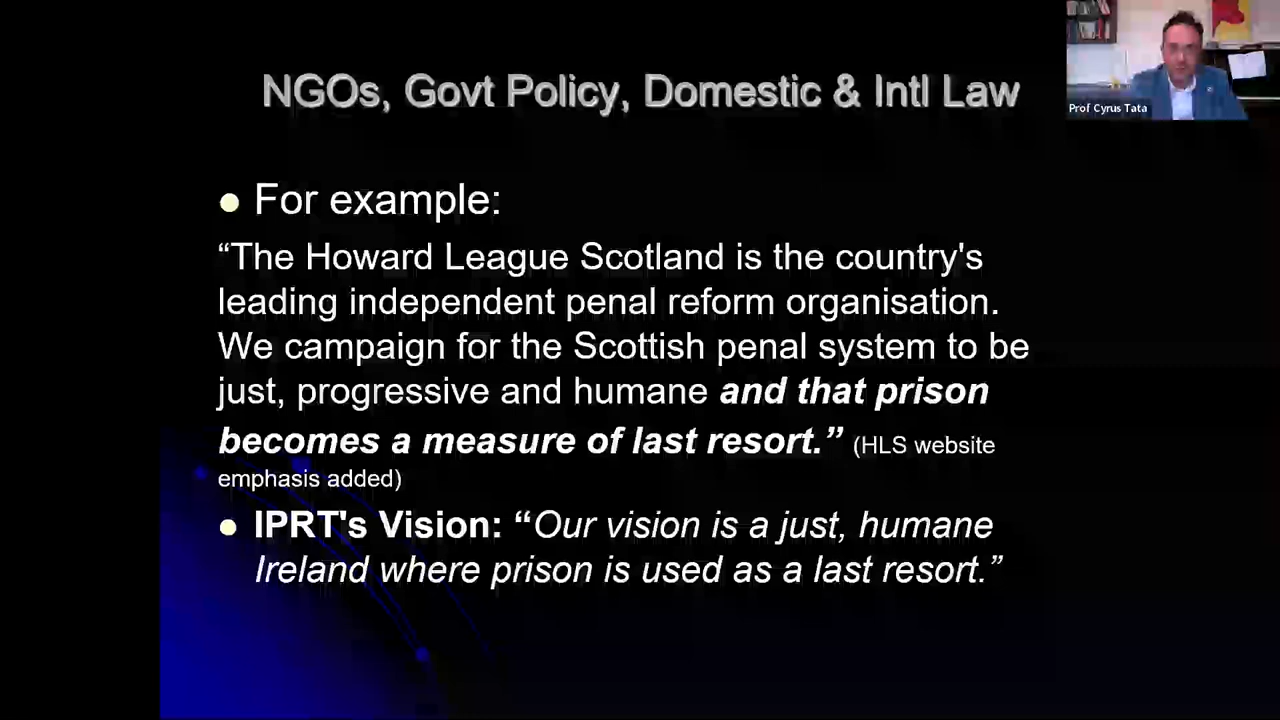 NGOs, Govt Policy, Domestic & Intl Law
Prof Cyrus Tata
For example:
“The Howard League Scotland is the country's
leading independent penal reform organisation.
We campaign for the Scottish penal system to be
just, progressive and humane and that prison
becomes a measure of last resort.” (HLS website
emphasis added)
IPRT's Vision: “Our vision is a just, humane
Ireland where prison is used as a last resort.”